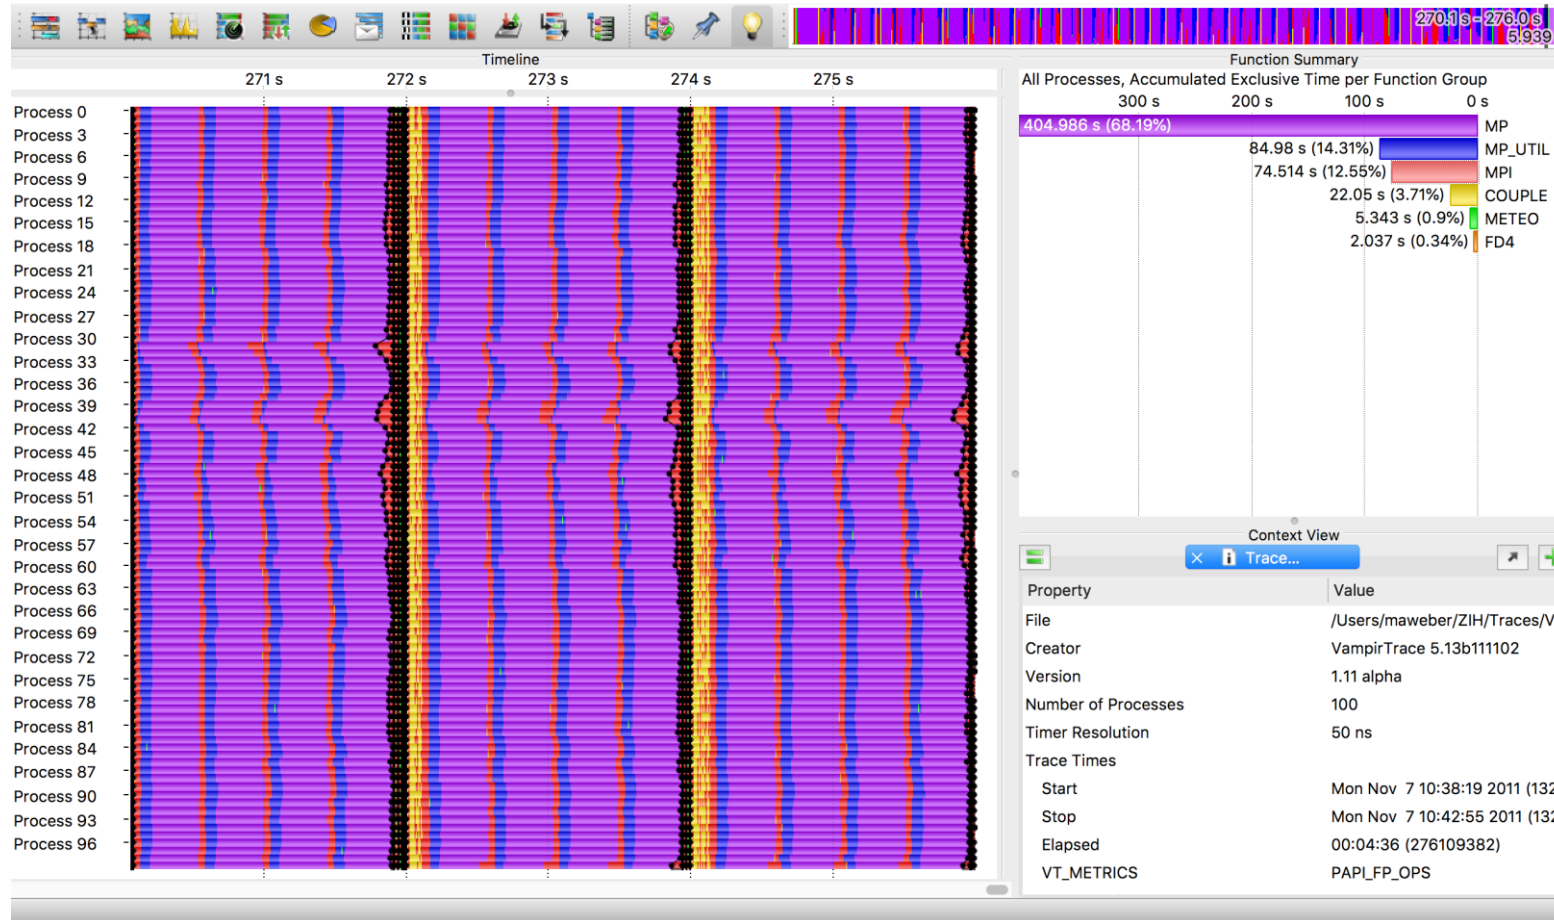 270.1 s - 276.0 s
5.939
Timeline
271 s 272 s 273 s 274 s 275 s
Process 0
Process 3
Process 6
Process 9
Process 12
Process 15
Process 18
Process 21
Process 24
Process 27
Process 30
Process 33
Process 36
Process 39
Process 42
Process 45
Process 48
Process 51
Process 54
Process 57
Process 60
Process 63
Process 66
Process 69
Process 72
Process 75
Process 78
Process 81
Process 84
Process 87
Process 90
Process 93
Process 96
Function Summary
All Processes, Accumulated Exclusive Time per Function Group
300 s 200 s 100 s 0 s
404.986 s (68.19%) MP
84.98 s (14.31%) MP_UTIL
74.514 s (12.55%) MPI
22.05 s (3.71%) COUPLE
5.343 s (0.9%) METEO
2.037 s (0.34%) FD4
Context View
Trace...
Property Value
File /Users/maweber/ZIH/Traces/V
Creator VampirTrace 5.13b111102
Version 1.11 alpha
Number of Processes 100
Timer Resolution 50 ns
Trace Times
Start Mon Nov 7 10:38:19 2011 (132
Stop Mon Nov 7 10:42:55 2011 (132
Elapsed 00:04:36 (276109382)
VT_METRICS PAPI_FP_OPS